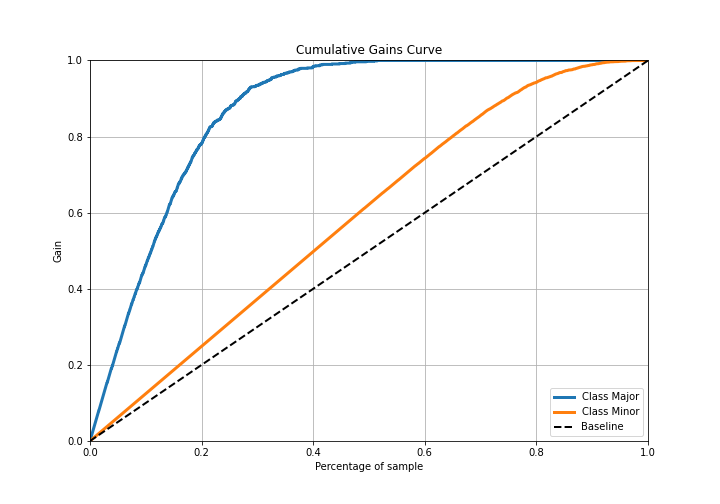 Cumulative Gains Curve
1.0
0.8
0.6
0.4
0.2
0.0
Gain
0.0 0.2 0.4 0.6 0.8 1.0
Percentage of sample
Class Major
Class Minor
Baseline